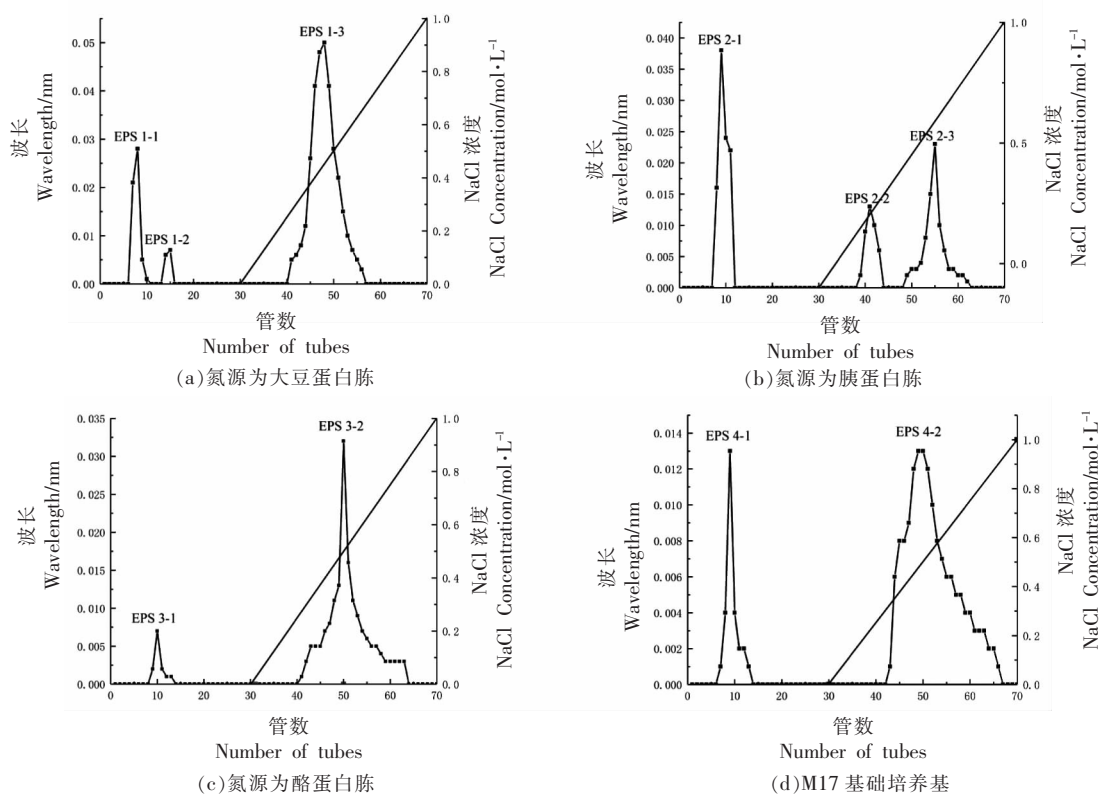 EPS 1-3
EPS 1-1
EPS 1-2
0.05
0.04
0.03
0.02
0.01
0.00
1.0
0.8
0.6
0.4
0.2
0.0
0 10 20 30 40 50 60 70
波长
Wavelength/nm
NaCl 浓度
NaCl Concentration/mol·L⁻¹
管数
Number of tubes
(a)氮源为大豆蛋白胨
EPS 2-1
EPS 2-3
EPS 2-2
0.040
0.035
0.030
0.025
0.020
0.015
0.010
0.005
0.000
1.0
0.5
0.0
0 10 20 30 40 50 60 70
波长
Wavelength/nm
NaCl 浓度
NaCl Concentration/mol·L⁻¹
管数
Number of tubes
(b)氮源为胰蛋白胨
EPS 3-2
EPS 3-1
0.035
0.030
0.025
0.020
0.015
0.010
0.005
0.000
1.0
0.8
0.6
0.4
0.2
0.0
0 10 20 30 40 50 60 70
波长
Wavelength/nm
NaCl 浓度
NaCl Concentration/mol·L⁻¹
管数
Number of tubes
(c)氮源为酪蛋白胨
EPS 4-1
EPS 4-2
0.014
0.012
0.010
0.008
0.006
0.004
0.002
0.000
1.0
0.8
0.6
0.4
0.2
0.0
0 10 20 30 40 50 60 70
波长
Wavelength/nm
NaCl 浓度
NaCl Concentration/mol·L⁻¹
管数
Number of tubes
(d)M17 基础培养基